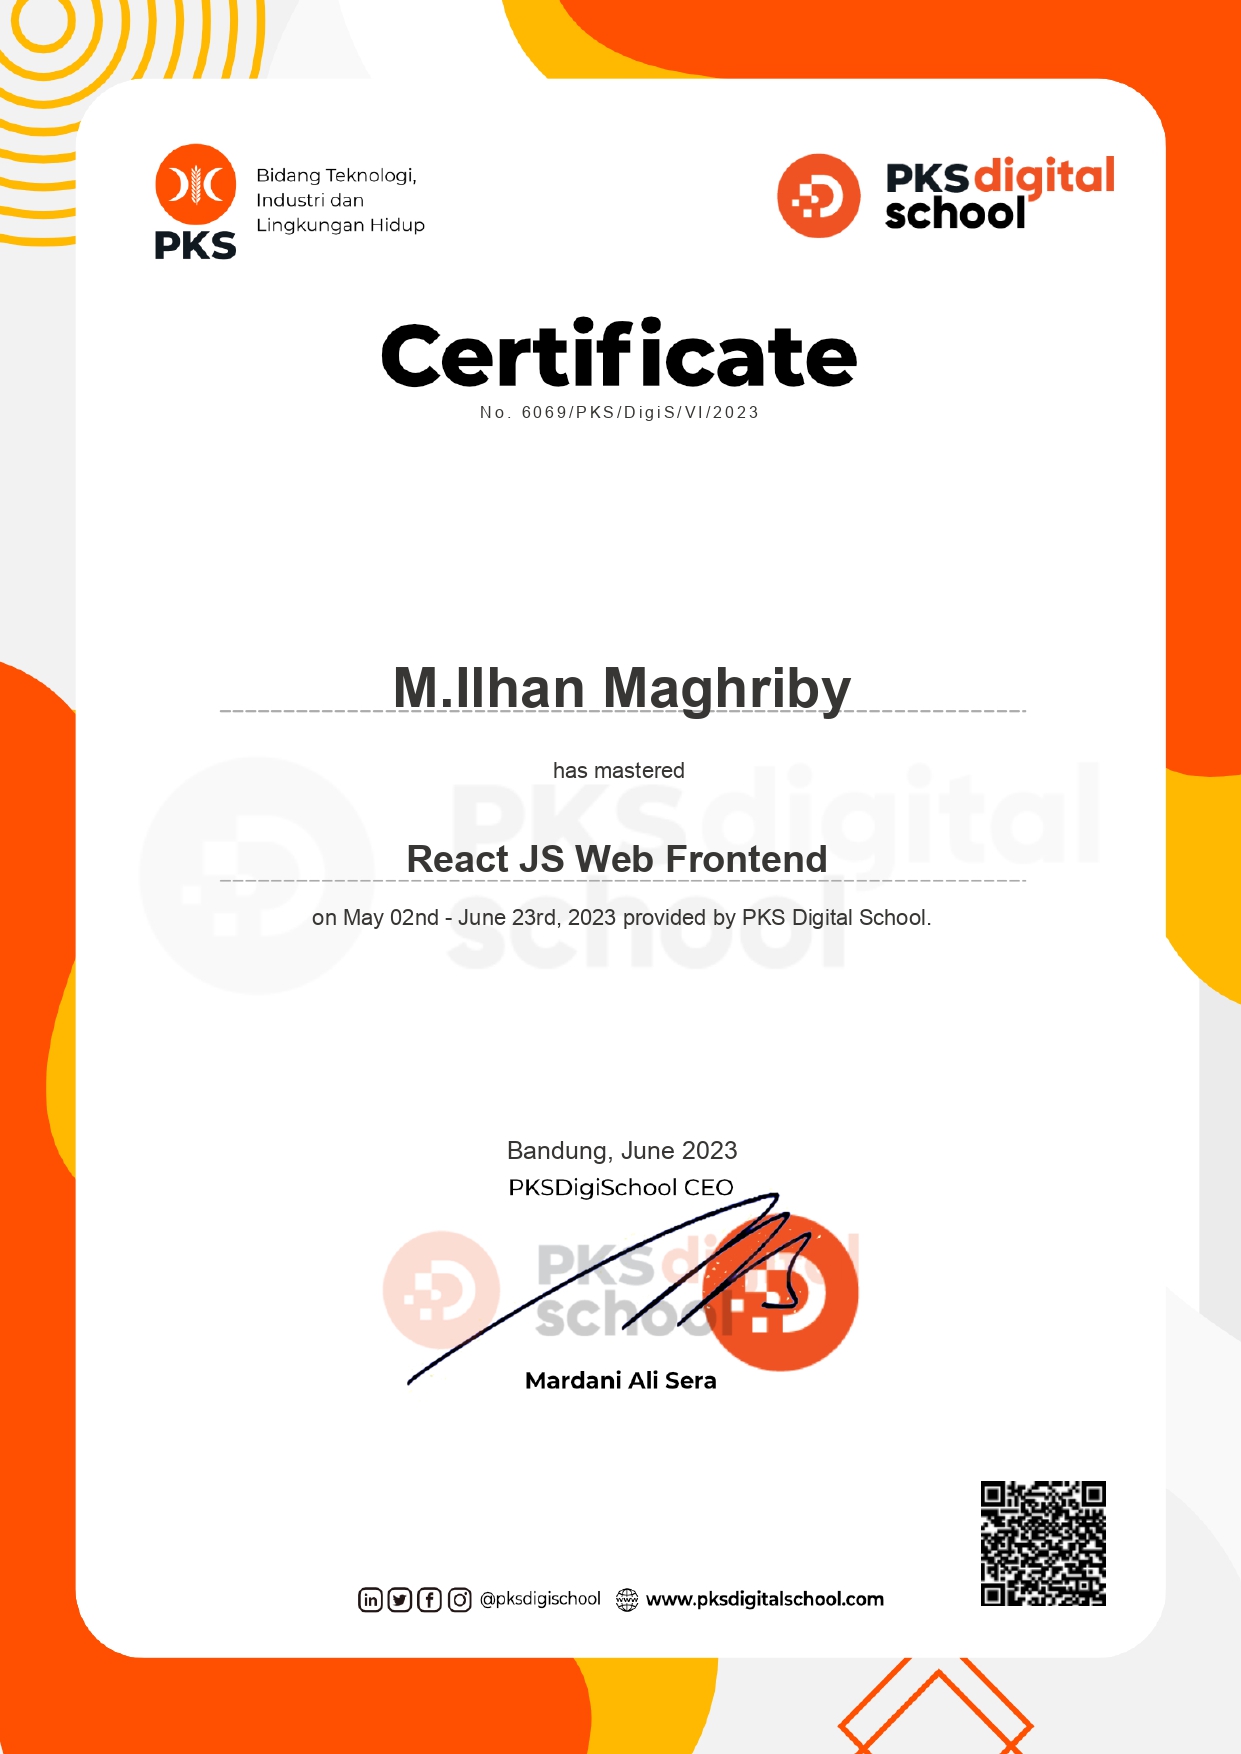 PKS
Bidang Teknologi,
Industri dan
Lingkungan Hidup
PKSdigital
school
Certificate
No. 6069/PKS/DigiS/VI/2023
M.Ilhan Maghriby
has mastered
PKSdigital
school
React JS Web Frontend
on May 02nd - June 23rd, 2023 provided by PKS Digital School.
Bandung, June 2023
PKSDigiSchool CEO
PKSdigital
school
Mardani Ali Sera
@pksdigischool www.pksdigitalschool.com